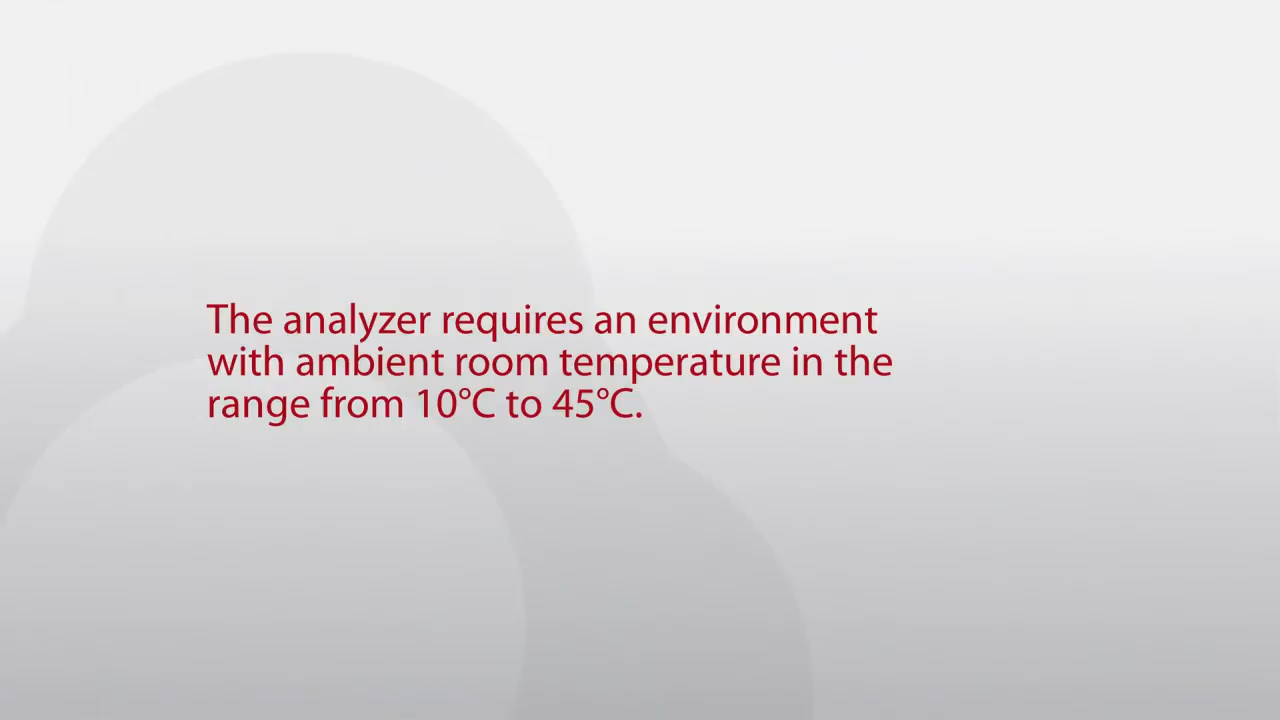 The analyzer requires an environment
with ambient room temperature in the
range from 10°C to 45°C.